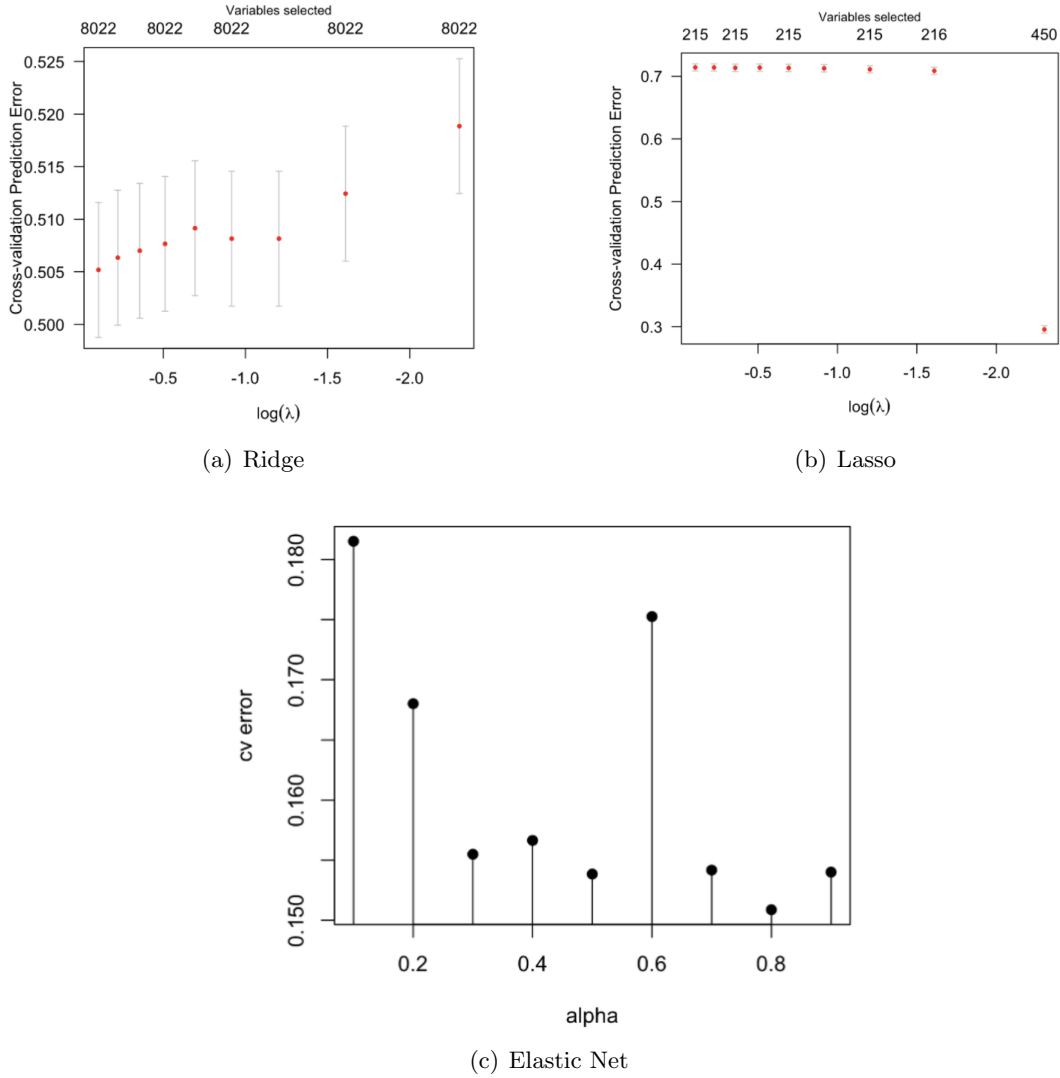 Variables selected
8022 8022 8022 8022 8022
Cross-validation Prediction Error
0.525
0.520
0.515
0.510
0.505
0.500
-0.5 -1.0 -1.5 -2.0
log(λ)
(a) Ridge
Variables selected
215 215 215 215 216 450
Cross-validation Prediction Error
0.7
0.6
0.5
0.4
0.3
-0.5 -1.0 -1.5 -2.0
log(λ)
(b) Lasso
cv error
0.180
0.170
0.160
0.150
0.2 0.4 0.6 0.8
alpha
(c) Elastic Net